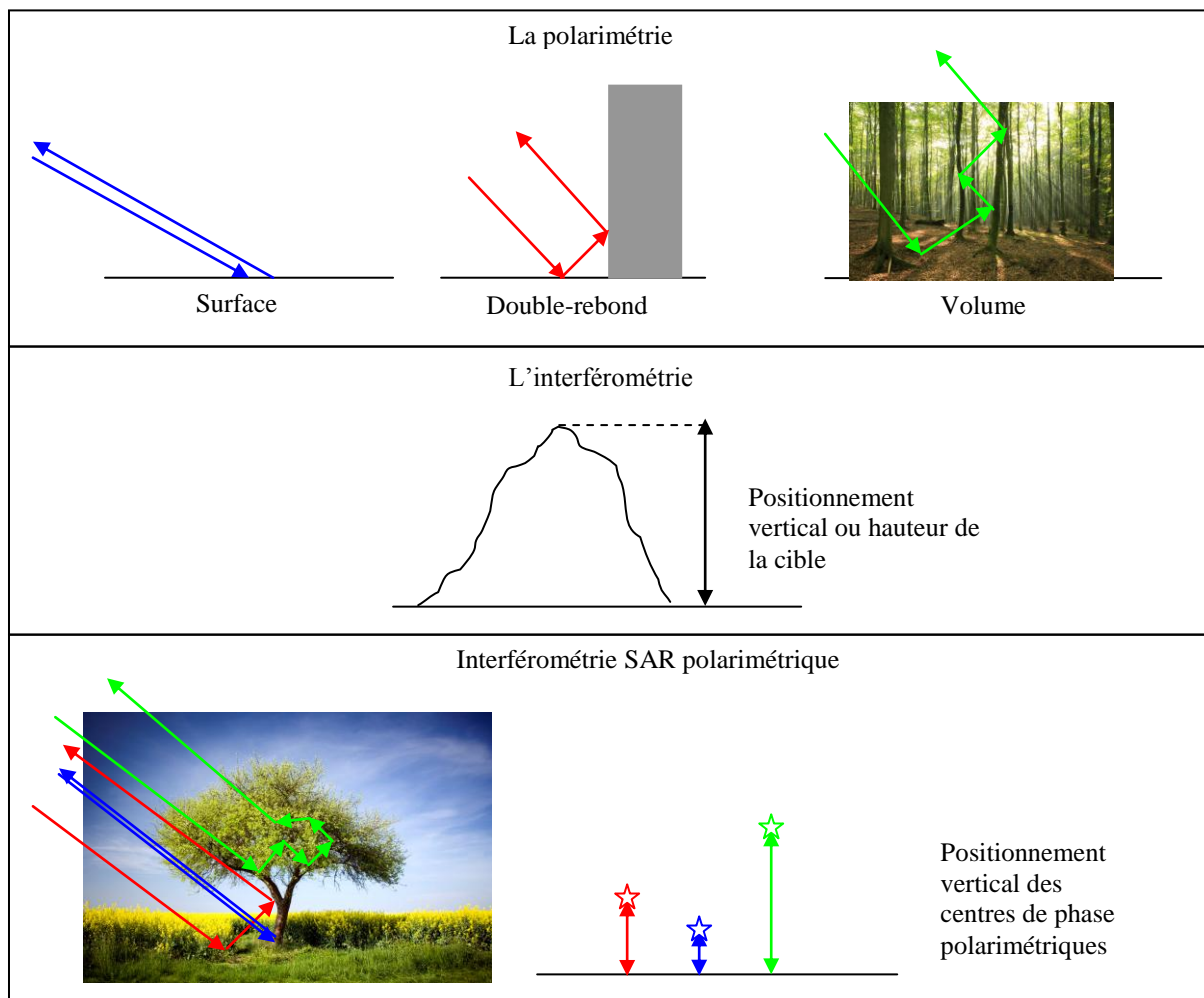 La polarimétrie
Surface
Double-rebond
Volume
L’interférométrie
Positionnement
vertical ou hauteur de
la cible
Interférométrie SAR polarimétrique
Positionnement
vertical des
centres de phase
polarimétriques